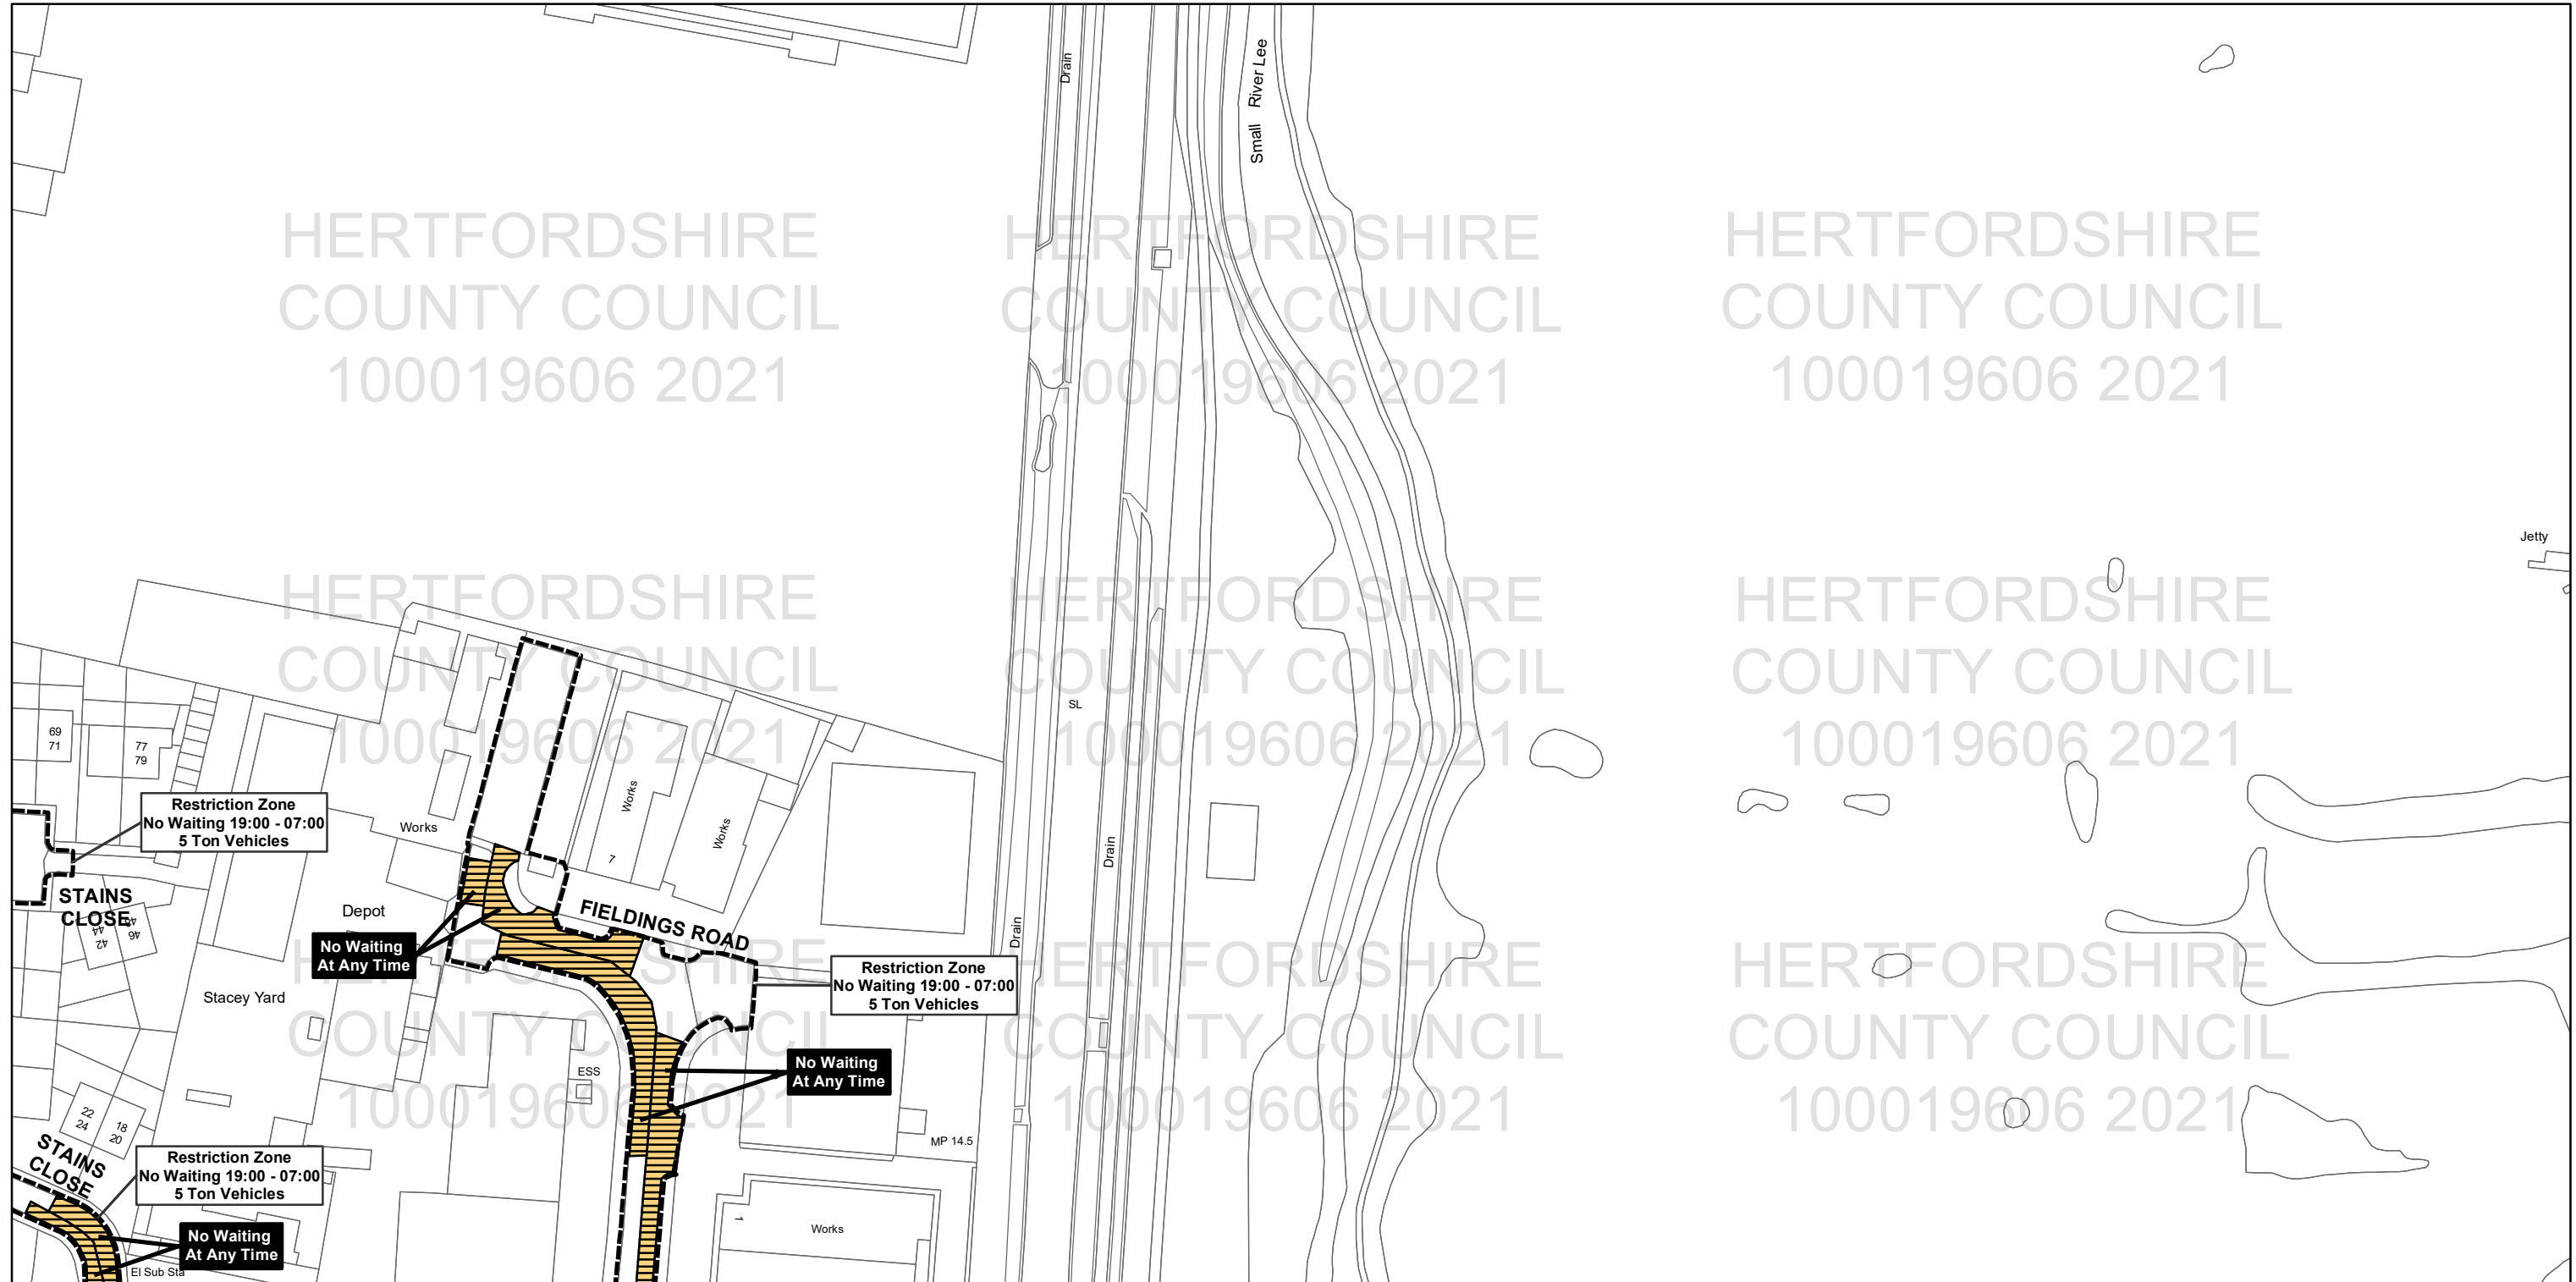 Drain
Small River Lee
HERTFORDSHIRE
COUNTY COUNCIL
100019606 2021
HERTFORDSHIRE
COUNTY COUNCIL
100019606 2021
HERTFORDSHIRE
COUNTY COUNCIL
100019606 2021
Jetty
HERTFORDSHIRE
COUNTY COUNCIL
100019606 2021
HERTFORDSHIRE
COUNTY COUNCIL
100019606 2021
HERTFORDSHIRE
COUNTY COUNCIL
100019606 2021
SL
69
71
77
79
Works
Works
7
Works
Restriction Zone
No Waiting 19:00 - 07:00
5 Ton Vehicles
STAINS
CLOSE
44
42
46
Depot
No Waiting
At Any Time
FIELDINGS ROAD
Drain
Drain
Restriction Zone
No Waiting 19:00 - 07:00
5 Ton Vehicles
HERTFORDSHIRE
COUNTY COUNCIL
100019606 2021
HERTFORDSHIRE
COUNTY COUNCIL
100019606 2021
HERTFORDSHIRE
COUNTY COUNCIL
100019606 2021
Stacey Yard
ESS
No Waiting
At Any Time
MP 14.5
22
24
18
20
STAINS
CLOSE
Restriction Zone
No Waiting 19:00 - 07:00
5 Ton Vehicles
No Waiting
At Any Time
El Sub Sta
1
Works